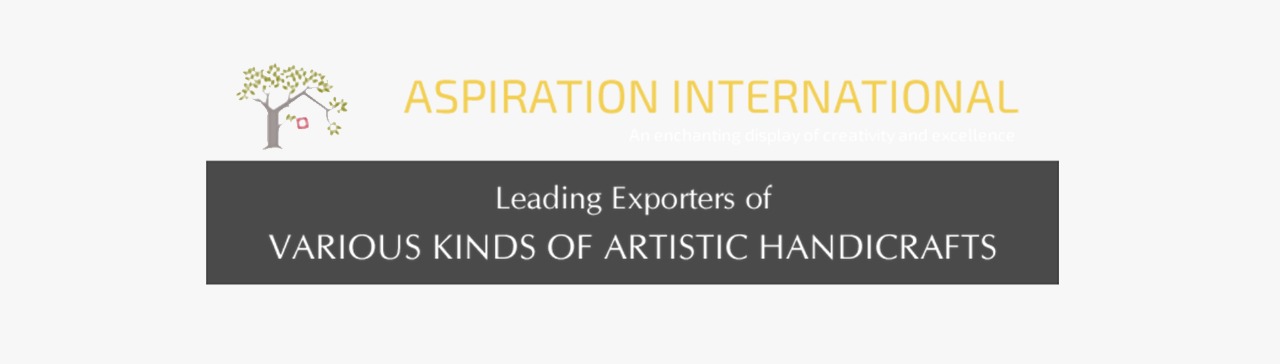 ASPIRATION INTERNATIONAL
An enchanting display of creativity and excellence
Leading Exporters of
VARIOUS KINDS OF ARTISTIC HANDICRAFTS